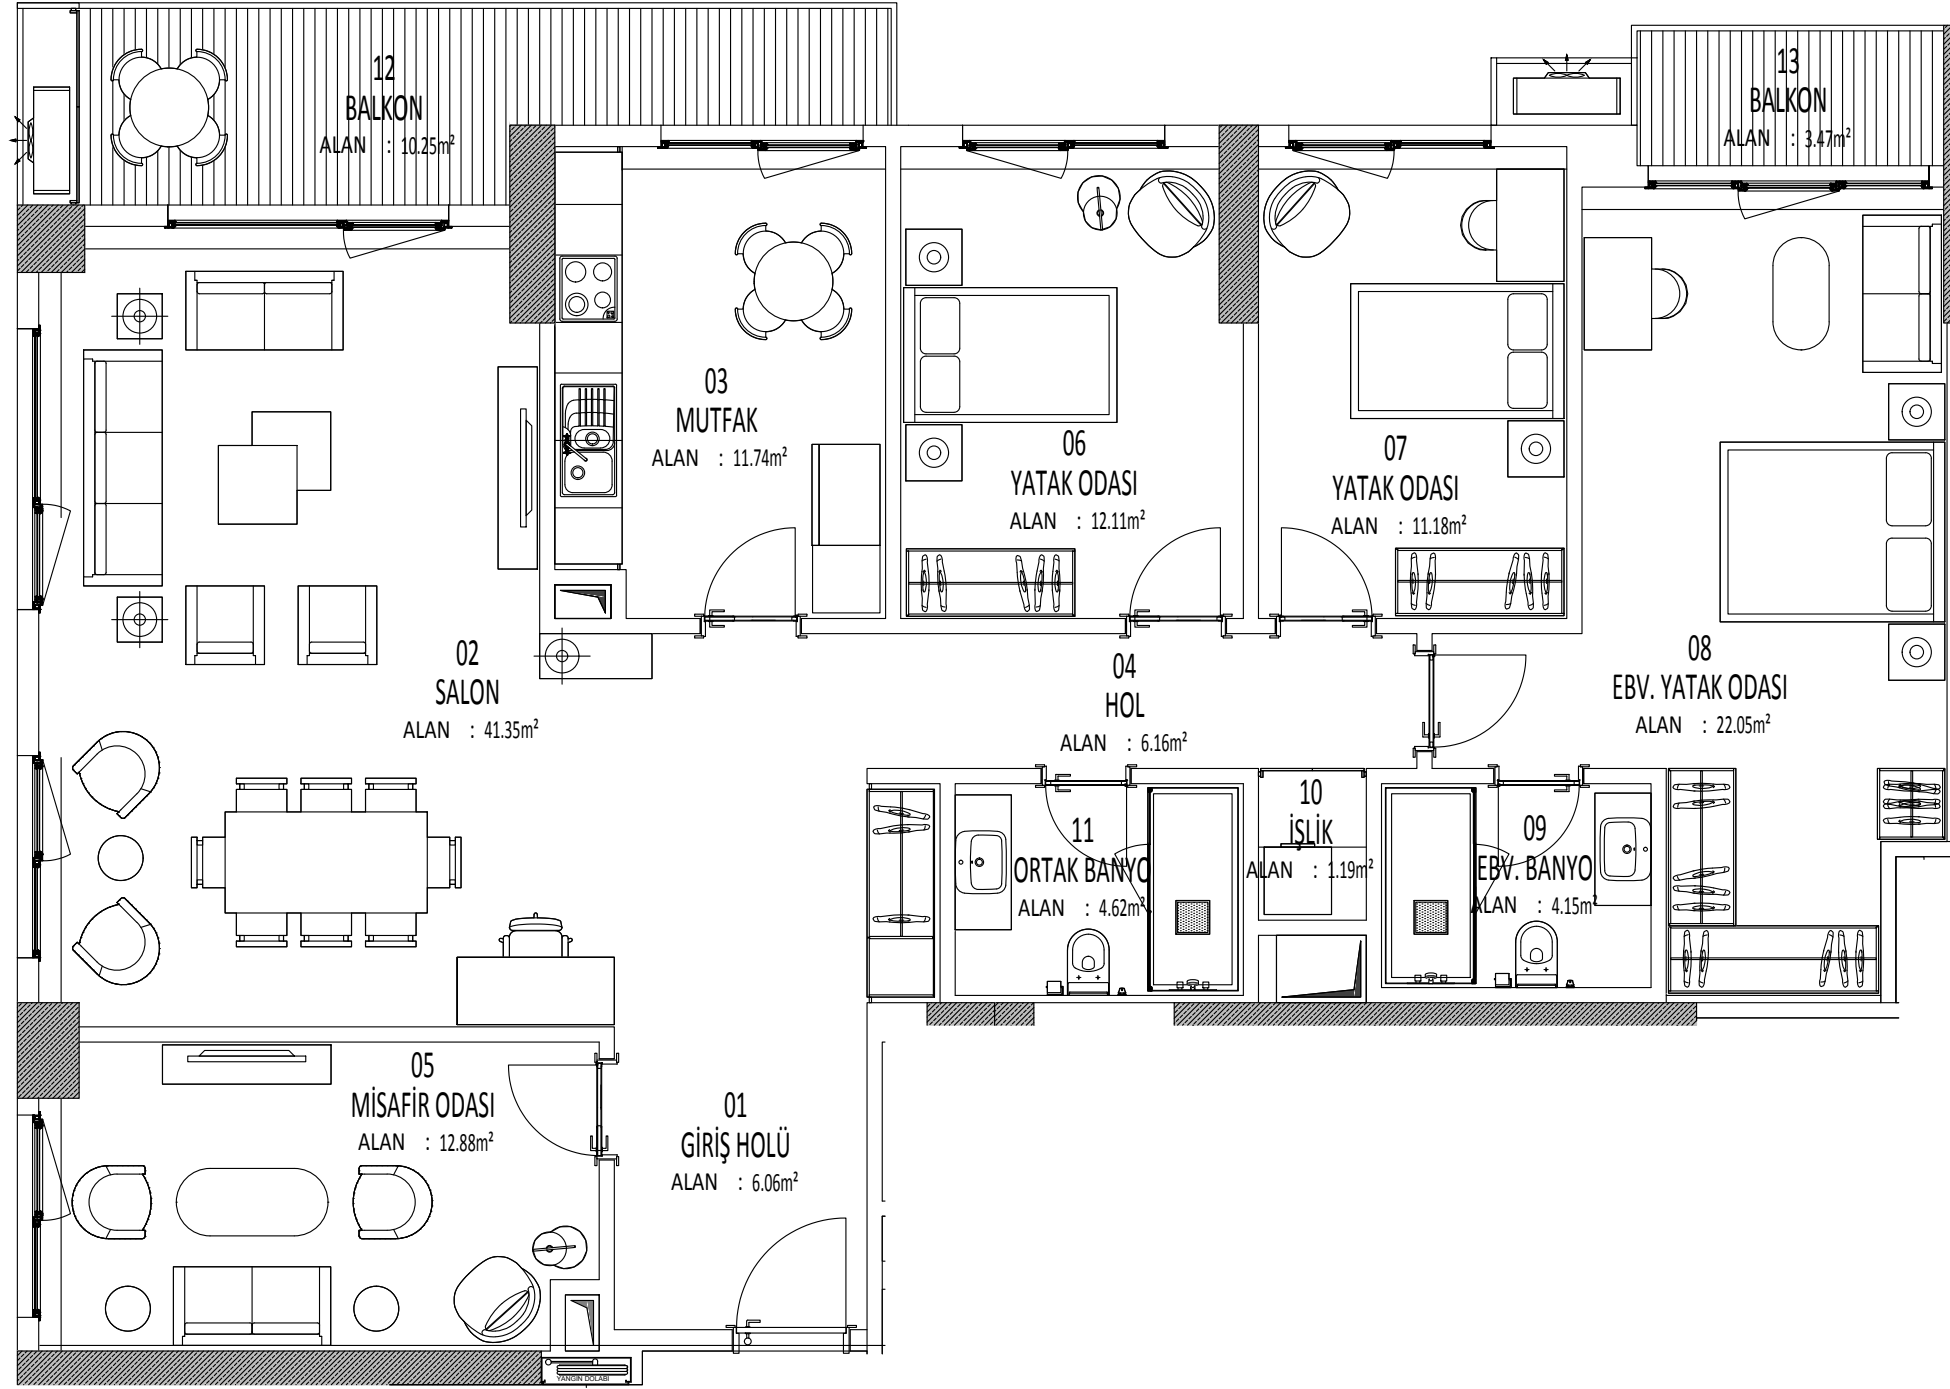 12
BALKON
ALAN : 10.25m²
13
BALKON
ALAN : 3.47m²
03
MUTFAK
ALAN : 11.74m²
06
YATAK ODASI
ALAN : 12.11m²
07
YATAK ODASI
ALAN : 11.18m²
02
SALON
ALAN : 41.35m²
04
HOL
ALAN : 6.16m²
08
EBV. YATAK ODASI
ALAN : 22.05m²
11
ORTAK BANYO
ALAN : 4.62m²
10
İŞLİK
ALAN : 1.19m²
09
EBV. BANYO
ALAN : 4.15m²
05
MİSAFİR ODASI
ALAN : 12.88m²
01
GİRİŞ HOLÜ
ALAN : 6.06m²
YANGIN DOLABI